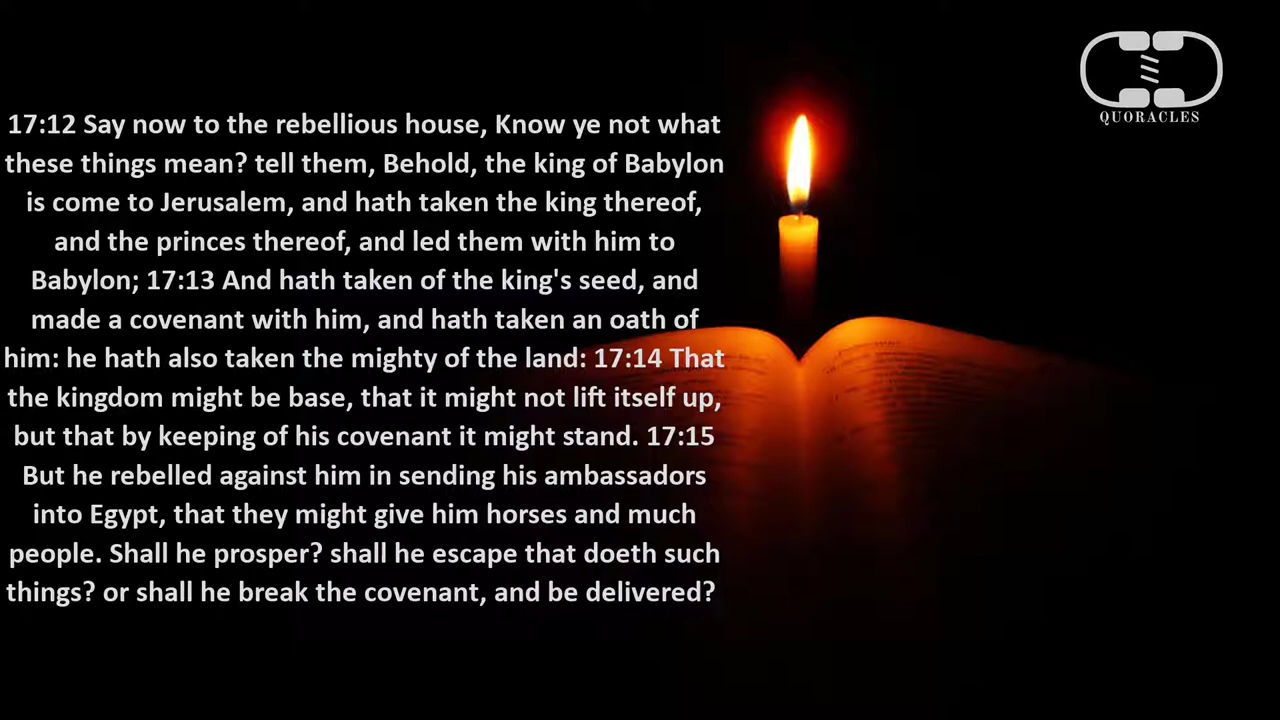 QUORACLES
17:12 Say now to the rebellious house, Know ye not what
these things mean? tell them, Behold, the king of Babylon
is come to Jerusalem, and hath taken the king thereof,
and the princes thereof, and led them with him to
Babylon; 17:13 And hath taken of the king's seed, and
made a covenant with him, and hath taken an oath of
him: he hath also taken the mighty of the land: 17:14 That
the kingdom might be base, that it might not lift itself up,
but that by keeping of his covenant it might stand. 17:15
But he rebelled against him in sending his ambassadors
into Egypt, that they might give him horses and much
people. Shall he prosper? shall he escape that doeth such
things? or shall he break the covenant, and be delivered?